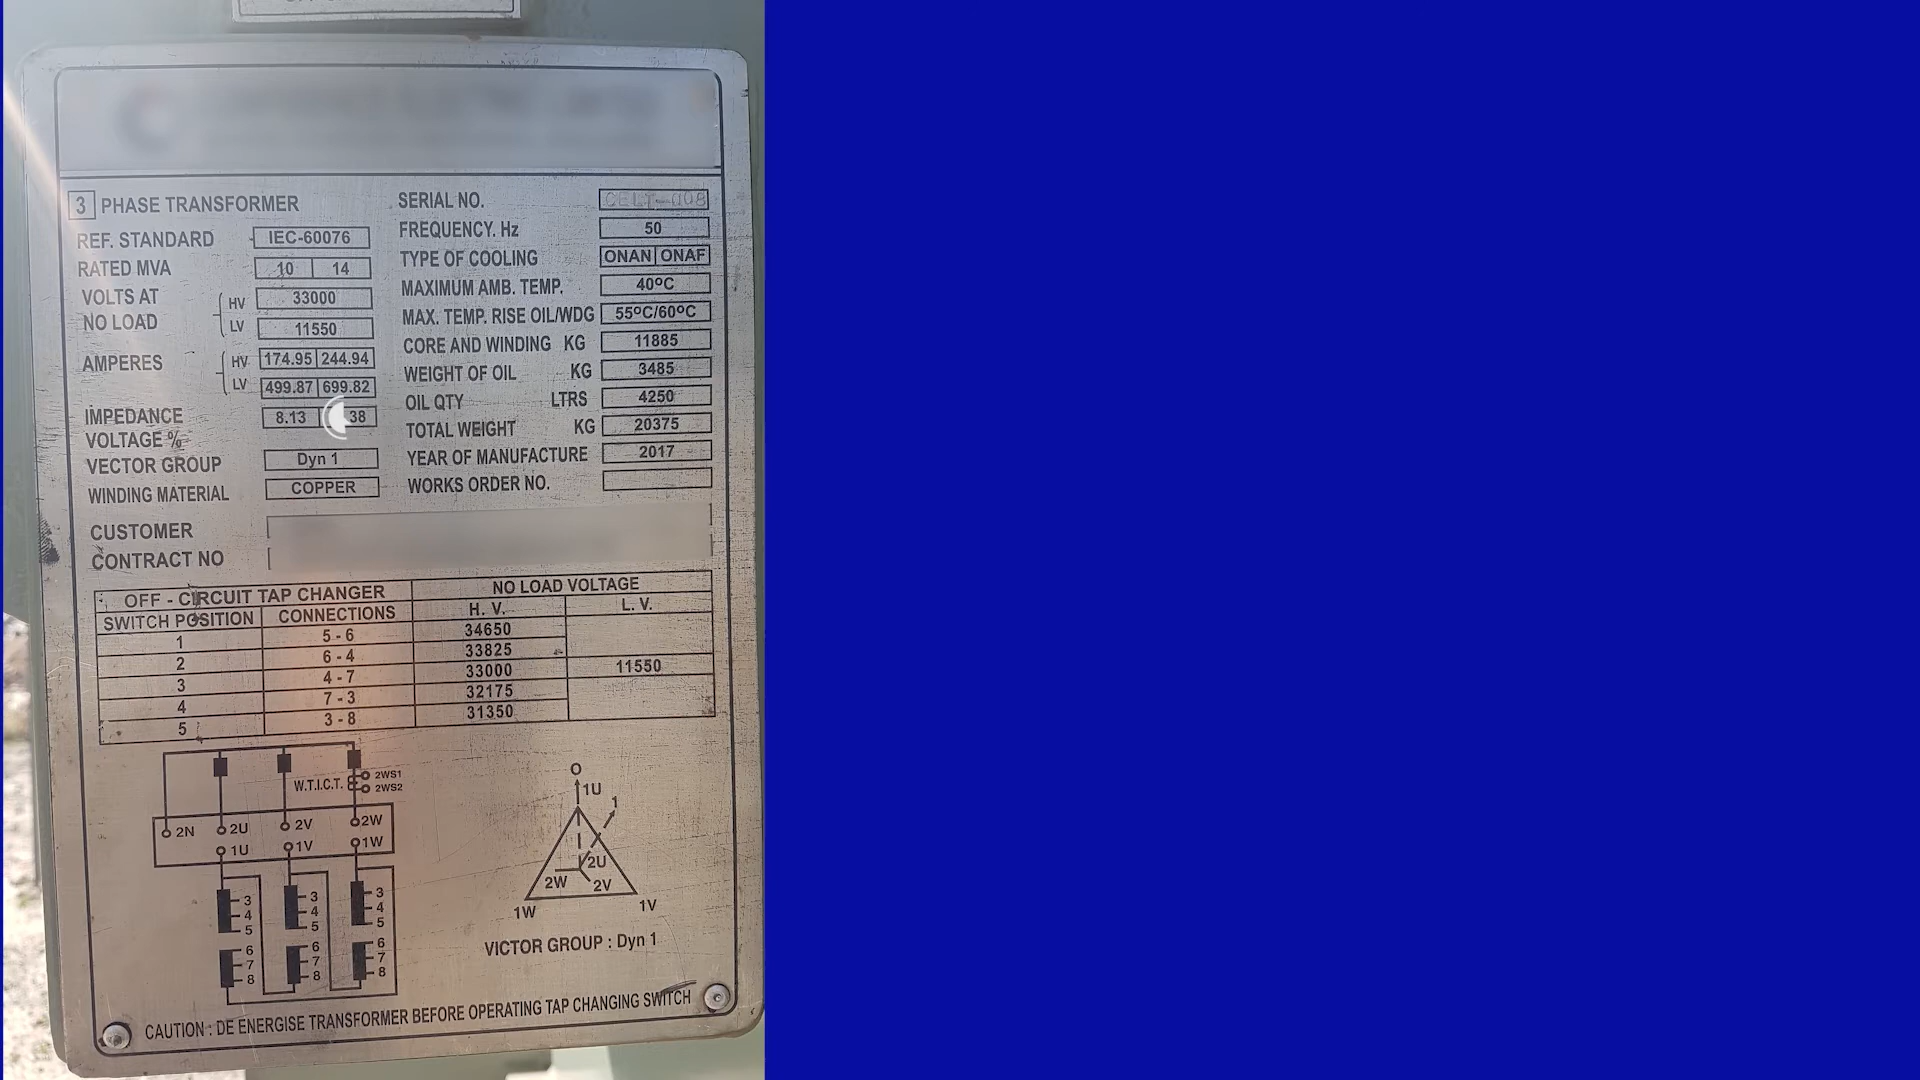 3 PHASE TRANSFORMER
REF. STANDARD IEC-60076
RATED MVA 10 14
VOLTS AT NO LOAD HV 33000
LV 11550
AMPERES HV 174.95 244.94
LV 499.87 699.82
IMPEDANCE VOLTAGE % 8.13 38
VECTOR GROUP Dyn 1
WINDING MATERIAL COPPER
SERIAL NO.
FREQUENCY. Hz 50
TYPE OF COOLING ONAN ONAF
MAXIMUM AMB. TEMP. 40ºC
MAX. TEMP. RISE OIL/WDG 55ºC/60ºC
CORE AND WINDING KG 11885
WEIGHT OF OIL KG 3485
OIL QTY LTRS 4250
TOTAL WEIGHT KG 20375
YEAR OF MANUFACTURE 2017
WORKS ORDER NO.
CUSTOMER
CONTRACT NO
OFF - CIRCUIT TAP CHANGER NO LOAD VOLTAGE
SWITCH POSITION CONNECTIONS H. V. L. V.
1 5 - 6 34650
2 6 - 4 33825
3 4 - 7 33000 11550
4 7 - 3 32175
5 3 - 8 31350
W.T.I.C.T. 2WS1
2WS2
2N 2U 2V 2W
1U 1V 1W
3 3 3
4 4 4
5 5 5
6 6 6
7 7 7
8 8 8
O
1U 1
2U
2W 2V
1W 1V
VICTOR GROUP : Dyn 1
CAUTION : DE ENERGISE TRANSFORMER BEFORE OPERATING TAP CHANGING SWITCH